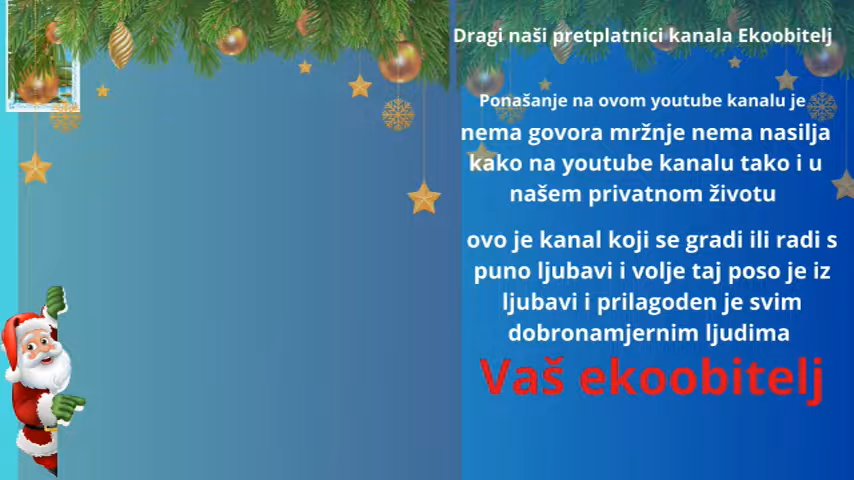 Dragi naši pretplatnici kanala Ekoobitelj
Ponašanje na ovom youtube kanalu je
nema govora mržnje nema nasilja
kako na youtube kanalu tako i u
našem privatnom životu
ovo je kanal koji se gradi ili radi s
puno ljubavi i volje taj poso je iz
ljubavi i prilagođen je svim
dobronamjernim ljudima
Vaš ekoobitelj